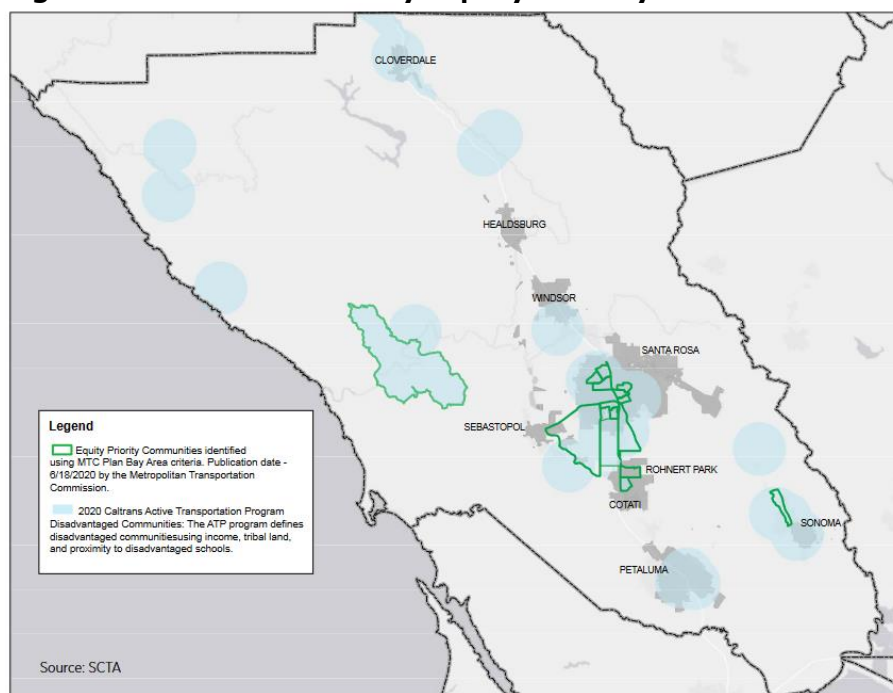 CLOVERDALE
HEALDSBURG
WINDSOR
SANTA ROSA
SEBASTOPOL
ROHNERT PARK
COTATI
SONOMA
PETALUMA
Legend
Equity Priority Communities identified
using MTC Plan Bay Area criteria. Publication date -
6/18/2020 by the Metropolitan Transportation
Commission.
2020 Caltrans Active Transportation Program
Disadvantaged Communities: The ATP program defines
disadvantaged communitiesusing income, tribal land,
and proximity to disadvantaged schools.
Source: SCTA